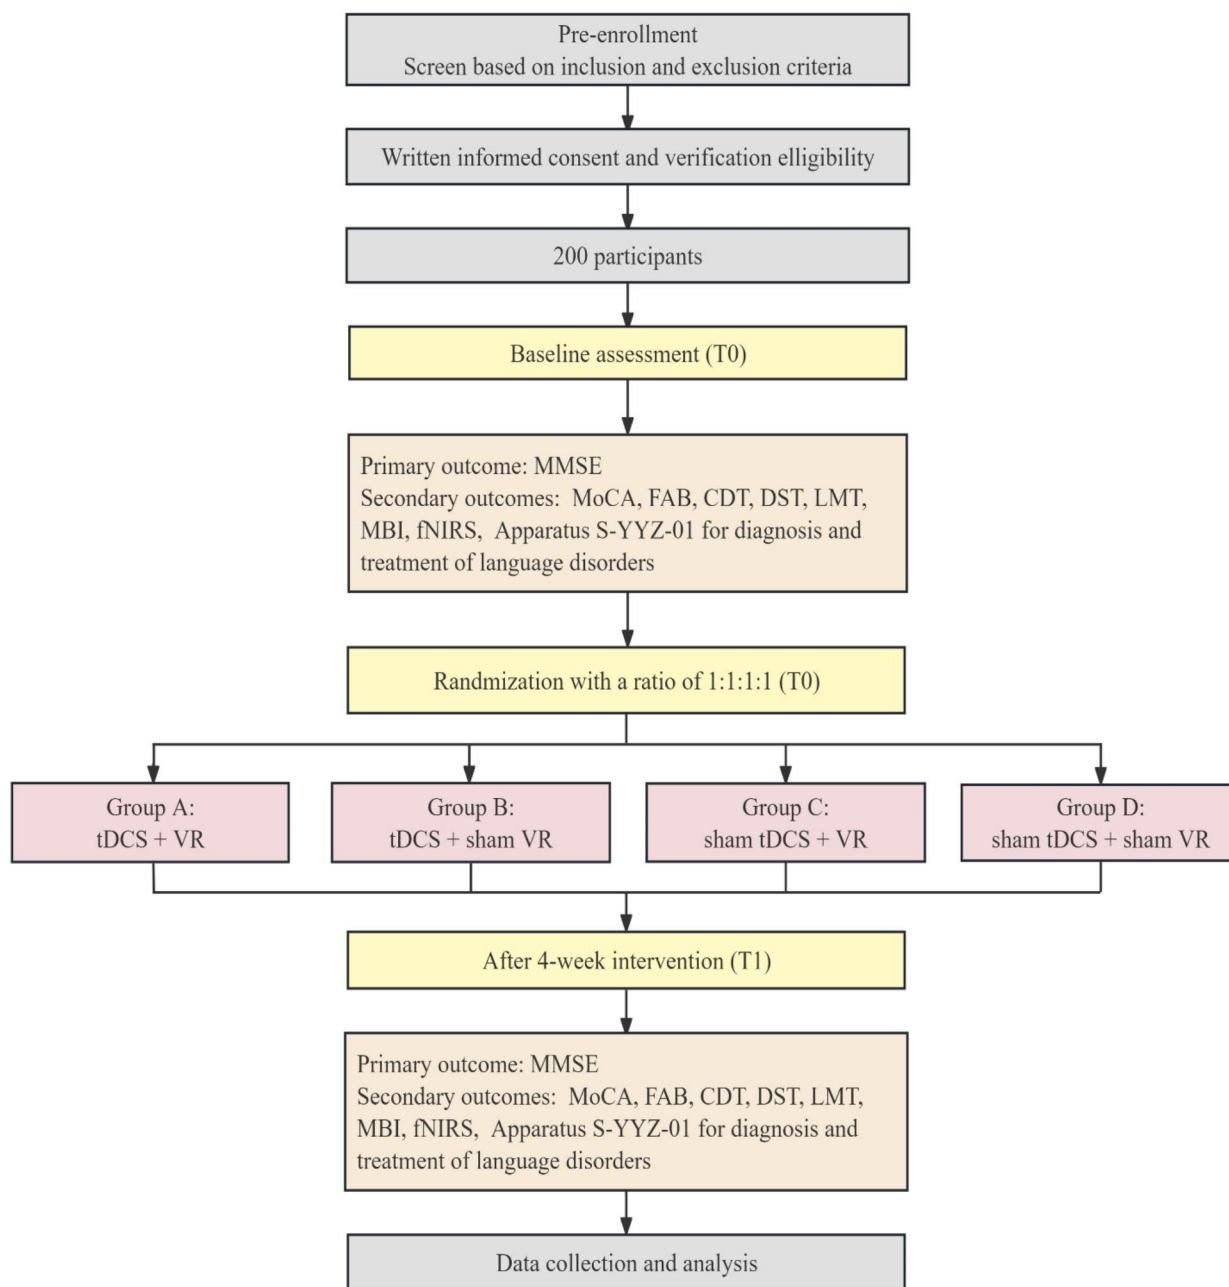 Pre-enrollment
Screen based on inclusion and exclusion criteria
Written informed consent and verification elligibility
200 participants
Baseline assessment (T0)
Primary outcome: MMSE
Secondary outcomes: MoCA, FAB, CDT, DST, LMT,
MBI, fNIRS, Apparatus S-YYZ-01 for diagnosis and
treatment of language disorders
Randmization with a ratio of 1:1:1:1 (T0)
Group A:
tDCS + VR
Group B:
tDCS + sham VR
Group C:
sham tDCS + VR
Group D:
sham tDCS + sham VR
After 4-week intervention (T1)
Primary outcome: MMSE
Secondary outcomes: MoCA, FAB, CDT, DST, LMT,
MBI, fNIRS, Apparatus S-YYZ-01 for diagnosis and
treatment of language disorders
Data collection and analysis